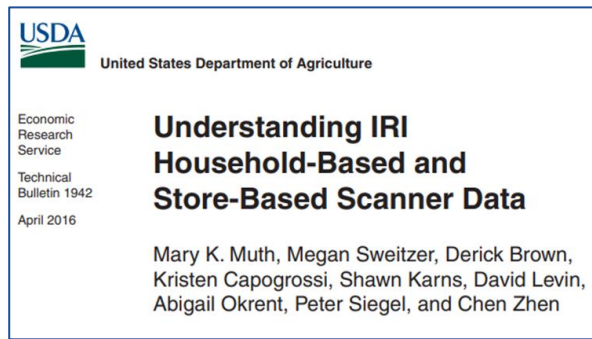 USDA
United States Department of Agriculture
Economic
Research
Service
Technical
Bulletin 1942
April 2016
Understanding IRI
Household-Based and
Store-Based Scanner Data
Mary K. Muth, Megan Sweitzer, Derick Brown,
Kristen Capogrossi, Shawn Karns, David Levin,
Abigail Okrent, Peter Siegel, and Chen Zhen